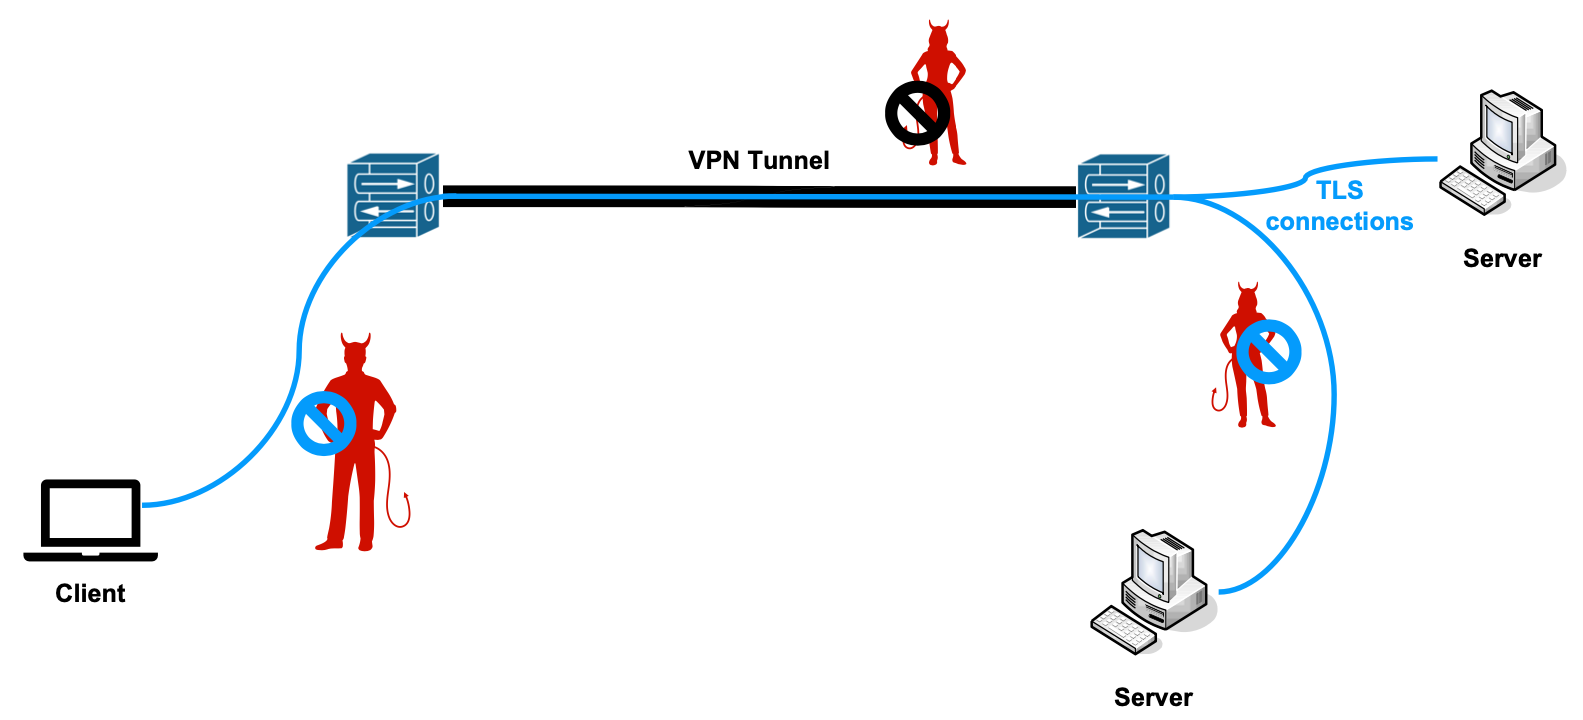 VPN Tunnel
TLS
connections
Server
Client
Server